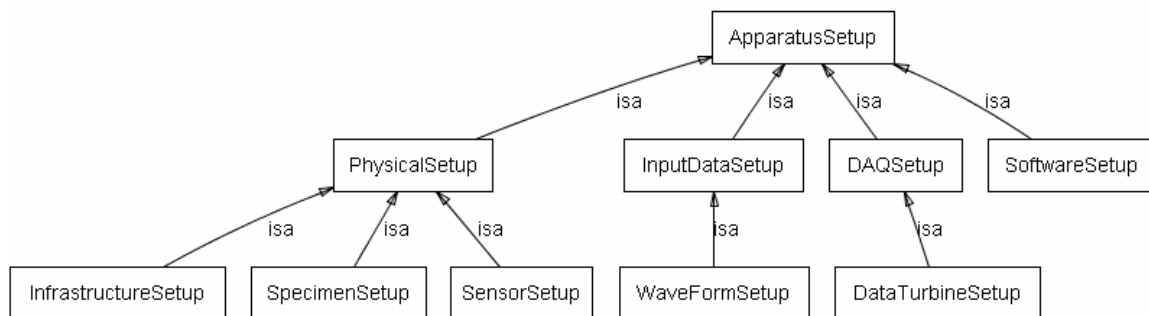 ApparatusSetup
isa
isa
isa
isa
PhysicalSetup
InputDataSetup
DAQSetup
SoftwareSetup
isa
isa
isa
isa
isa
InfrastructureSetup
SpecimenSetup
SensorSetup
WaveFormSetup
DataTurbineSetup